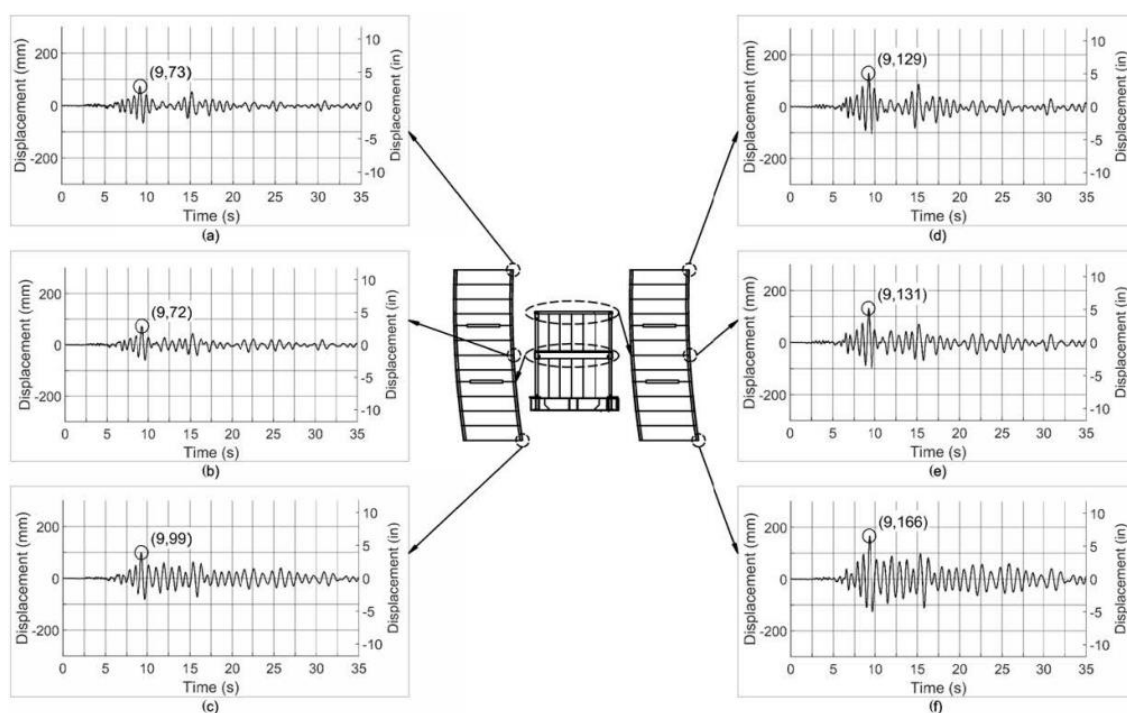 Displacement (mm)
200
0
-200
(9,73)
10
5
0
-5
-10
Displacement (in)
0 5 10 15 20 25 30 35
Time (s)
(a)
Displacement (mm)
200
0
-200
(9,129)
10
5
0
-5
-10
Displacement (in)
0 5 10 15 20 25 30 35
Time (s)
(d)
Displacement (mm)
200
0
-200
(9,72)
10
5
0
-5
-10
Displacement (in)
0 5 10 15 20 25 30 35
Time (s)
(b)
Displacement (mm)
200
0
-200
(9,131)
10
5
0
-5
-10
Displacement (in)
0 5 10 15 20 25 30 35
Time (s)
(e)
Displacement (mm)
200
0
-200
(9,99)
10
5
0
-5
-10
Displacement (in)
0 5 10 15 20 25 30 35
Time (s)
(c)
Displacement (mm)
200
0
-200
(9,166)
10
5
0
-5
-10
Displacement (in)
0 5 10 15 20 25 30 35
Time (s)
(f)